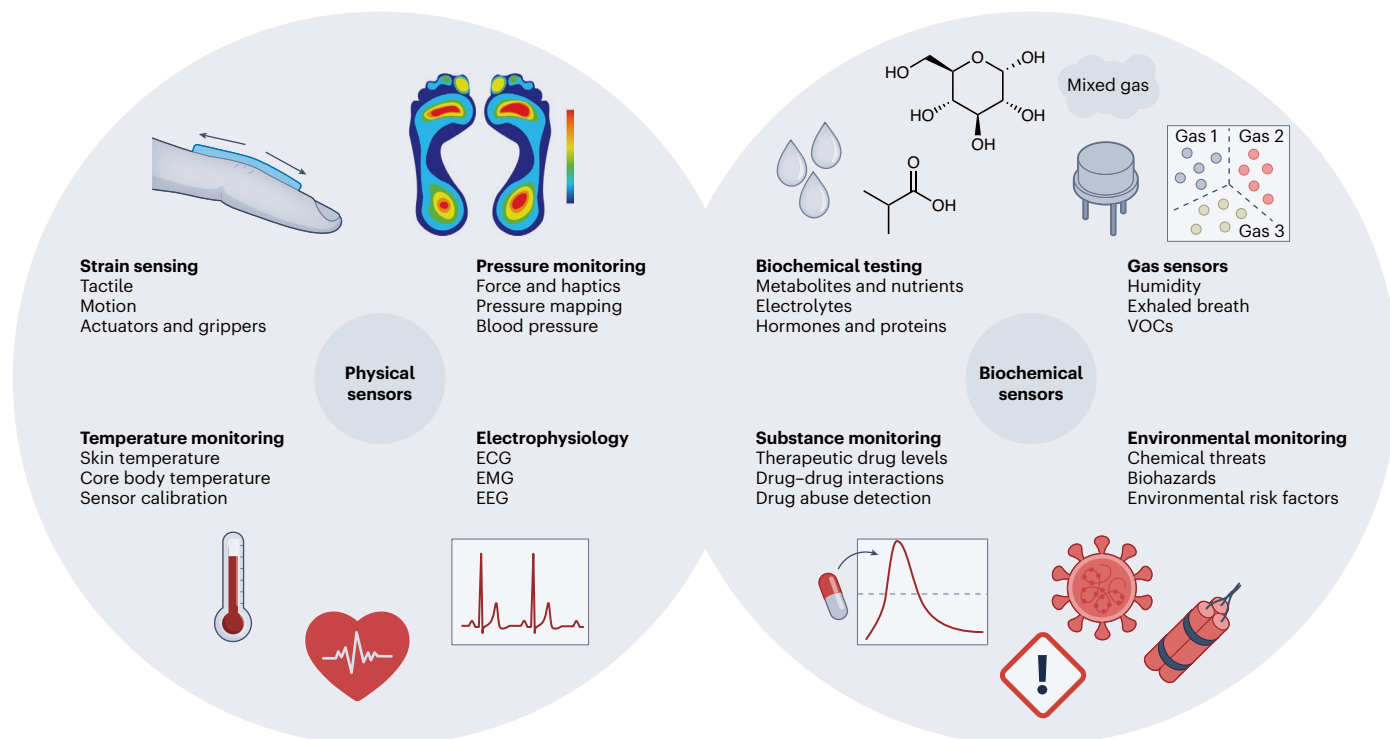 HO
O
OH
HO
OH
OH
O
OH
Mixed gas
Gas 1
Gas 2
Gas 3
Strain sensing
Tactile
Motion
Actuators and grippers
Pressure monitoring
Force and haptics
Pressure mapping
Blood pressure
Physical
sensors
Temperature monitoring
Skin temperature
Core body temperature
Sensor calibration
Electrophysiology
ECG
EMG
EEG
Biochemical testing
Metabolites and nutrients
Electrolytes
Hormones and proteins
Gas sensors
Humidity
Exhaled breath
VOCs
Biochemical
sensors
Substance monitoring
Therapeutic drug levels
Drug–drug interactions
Drug abuse detection
Environmental monitoring
Chemical threats
Biohazards
Environmental risk factors
!